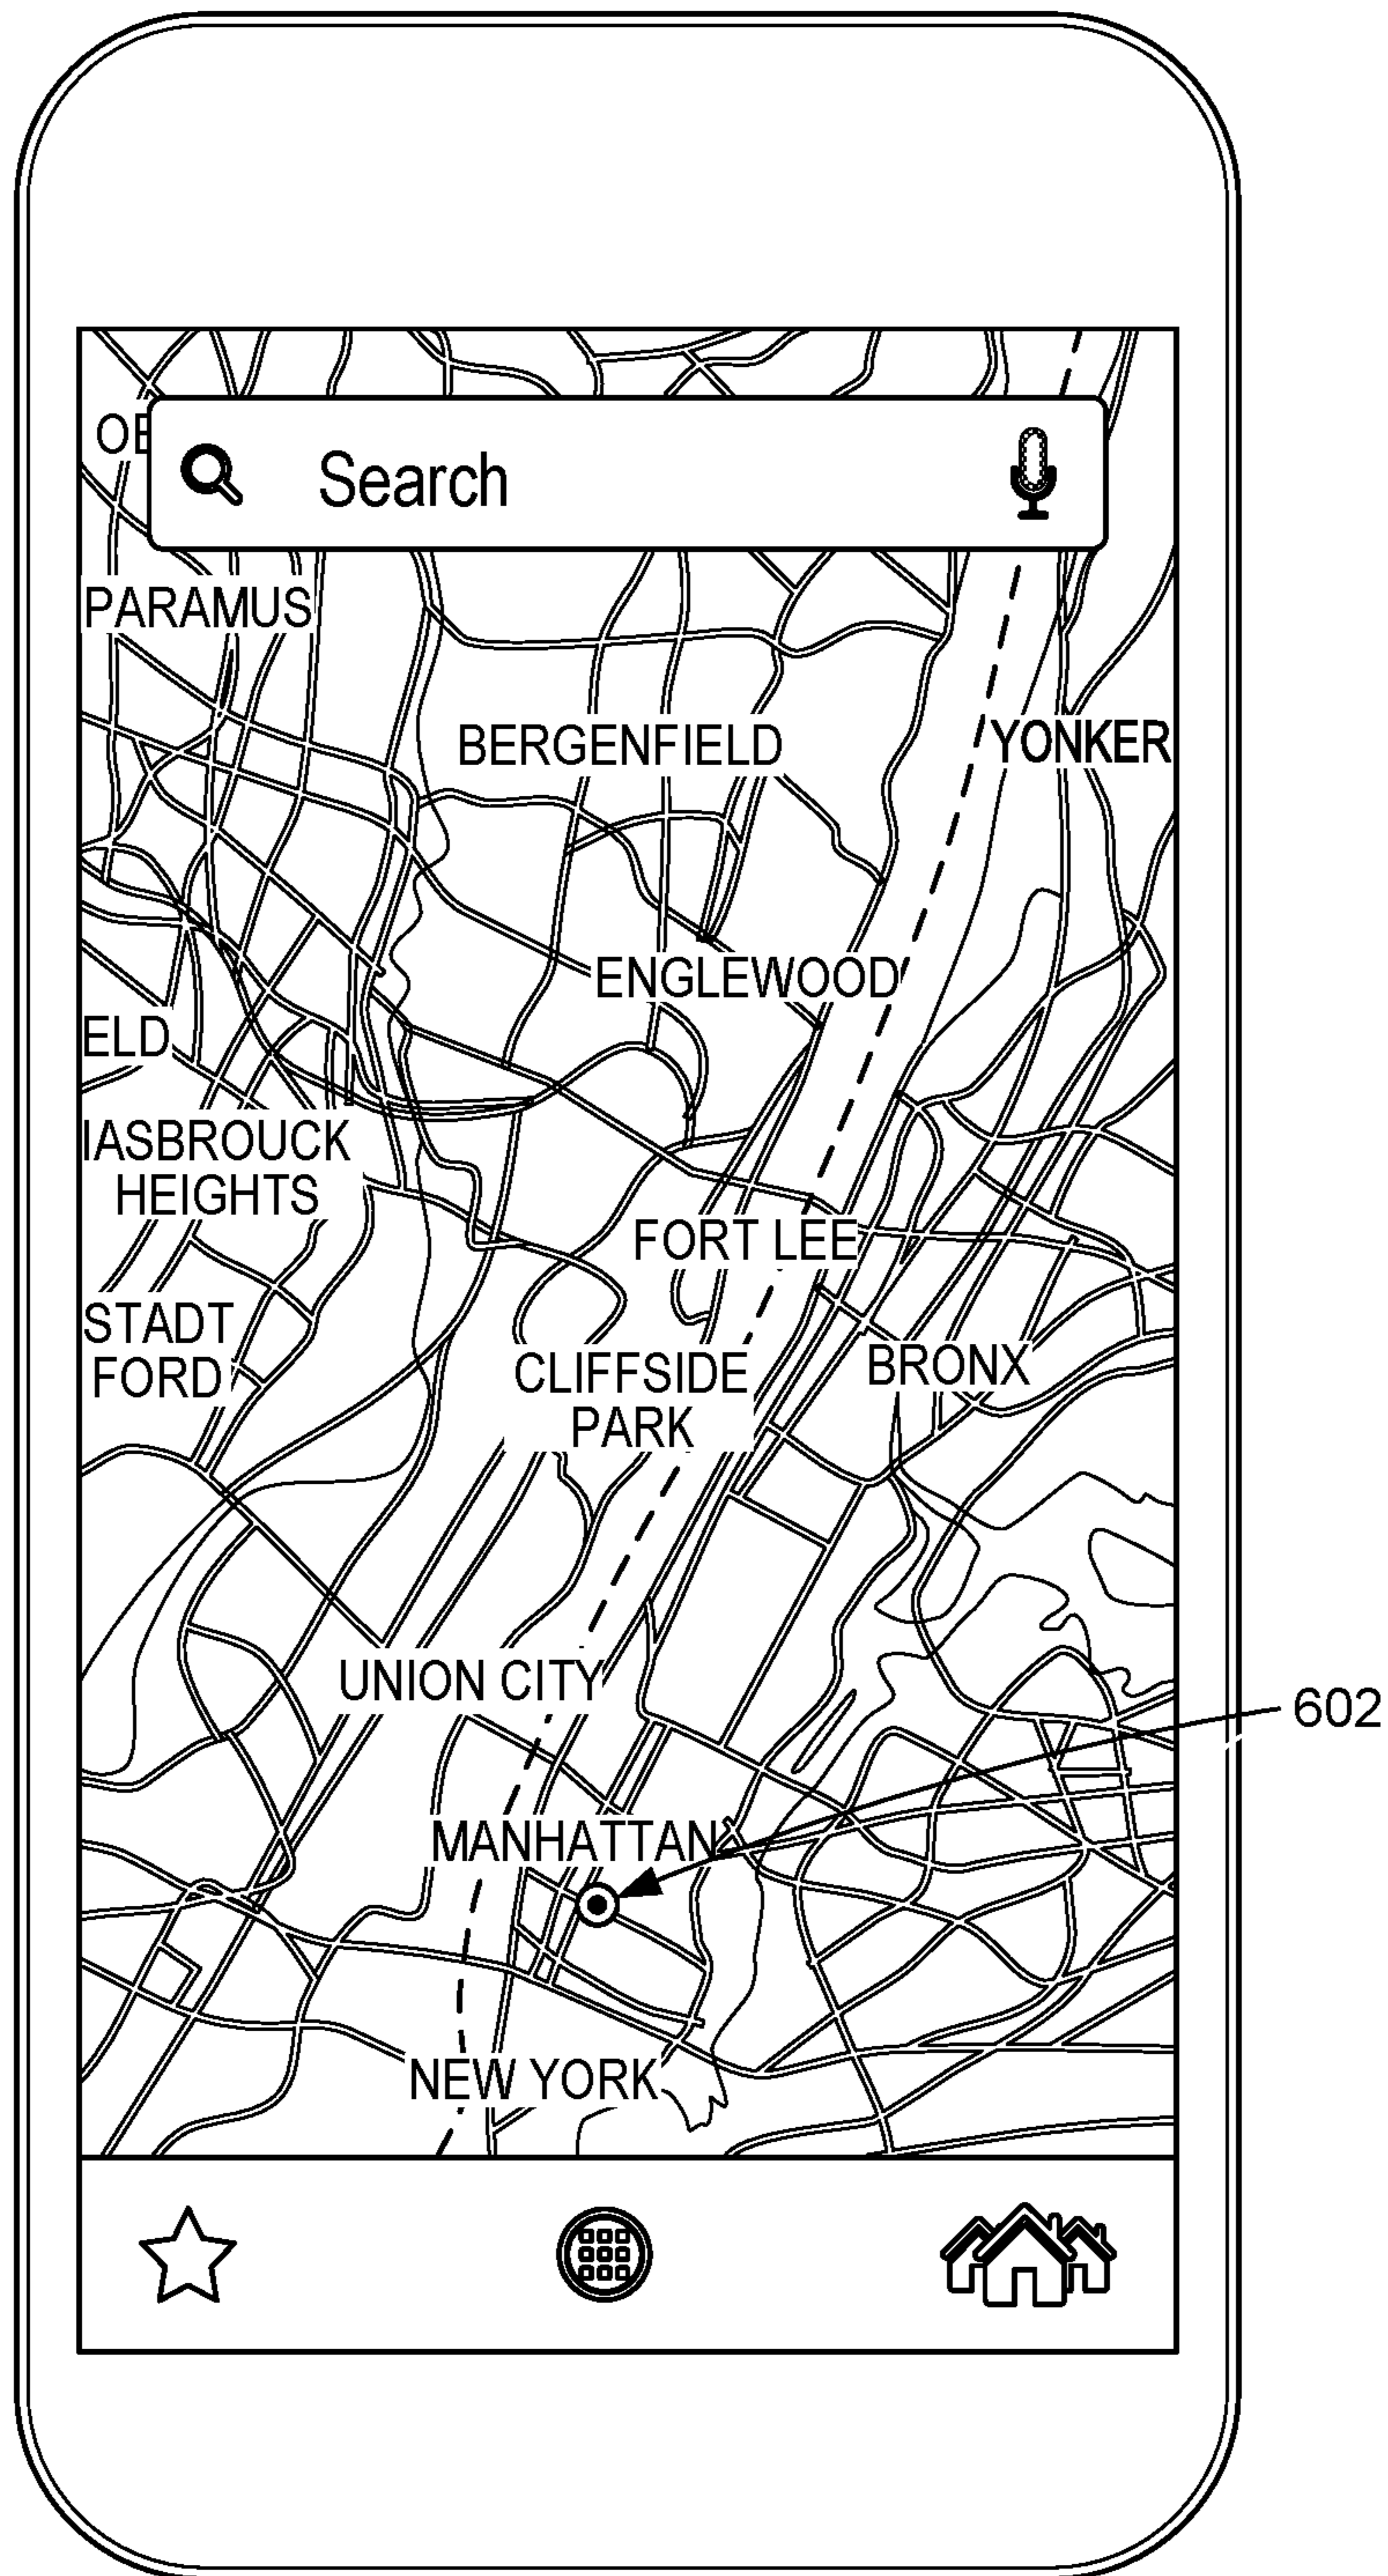 OE
Search
PARAMUS
BERGENFIELD
YONKER
ENGLEWOOD
ELD
IASBROUCK
HEIGHTS
FORT LEE
STADT
FORD
CLIFFSIDE
PARK
BRONX
UNION CITY
602
MANHATTAN
NEW YORK